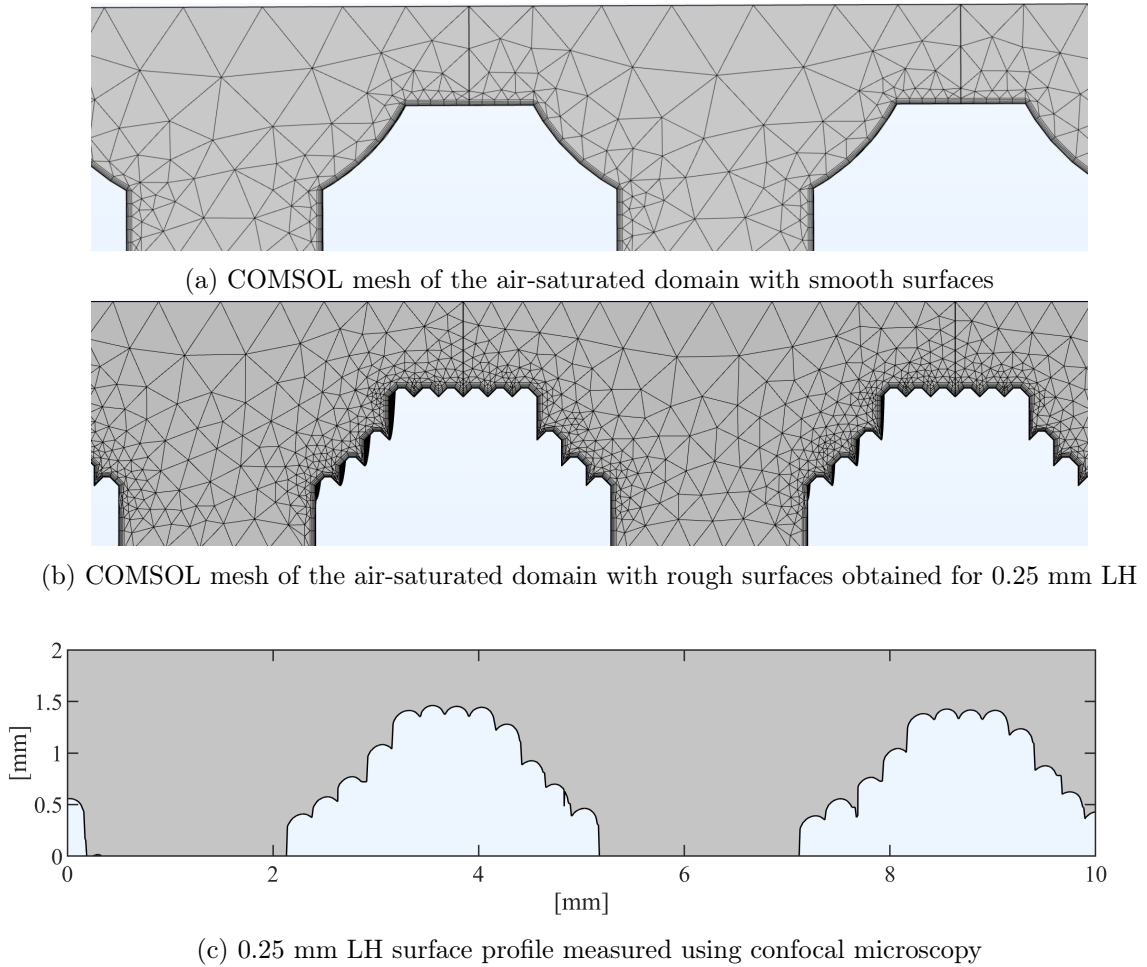 (a) COMSOL mesh of the air-saturated domain with smooth surfaces
(b) COMSOL mesh of the air-saturated domain with rough surfaces obtained for 0.25 mm LH
2
1.5
1
0.5
0
[mm]
0 2 4 6 8 10
[mm]
(c) 0.25 mm LH surface profile measured using confocal microscopy